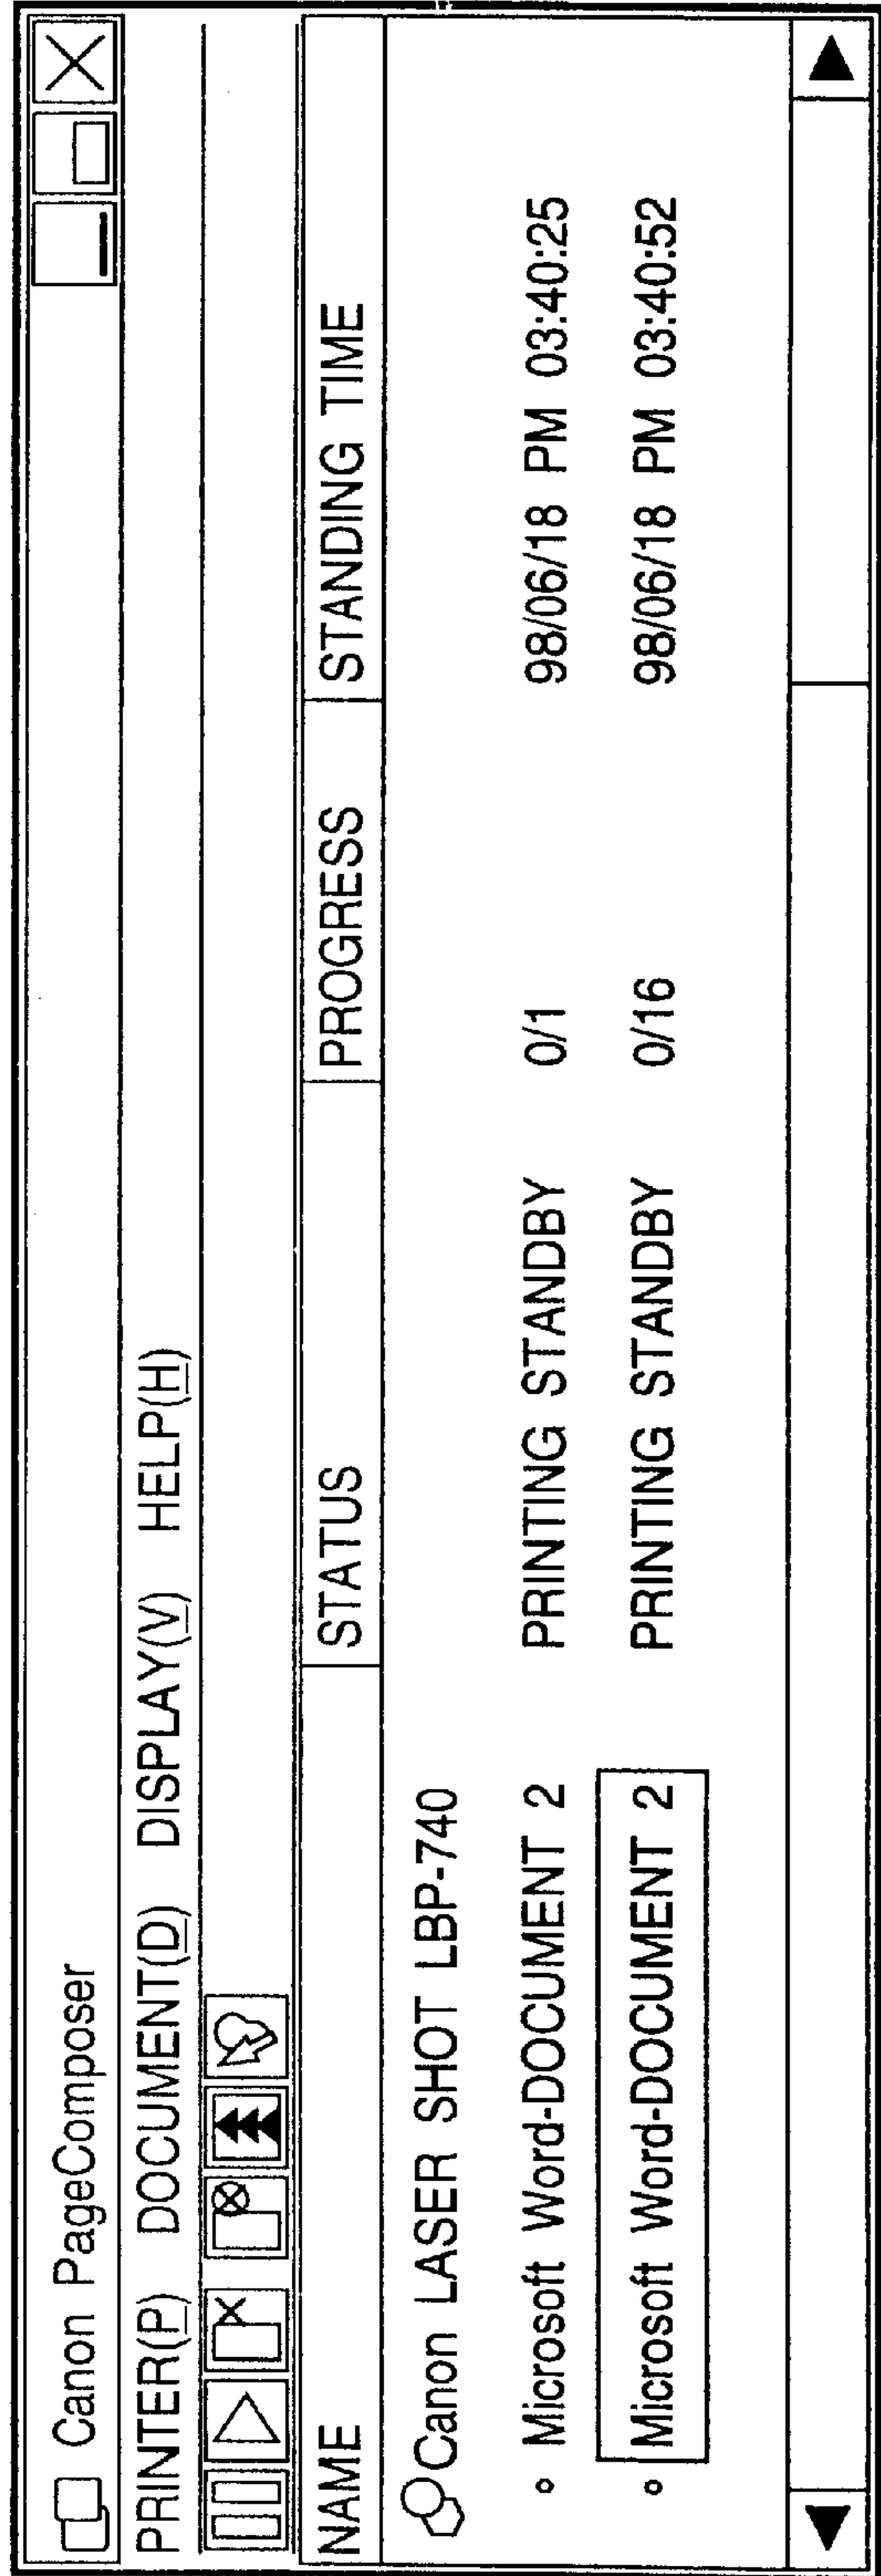 Canon PageComposer
PRINTER(P) DOCUMENT(D) DISPLAY(V) HELP(H)
NAME STATUS PROGRESS STANDING TIME
Canon LASER SHOT LBP-740
Microsoft Word-DOCUMENT 2 PRINTING STANDBY 0/1 98/06/18 PM 03:40:25
Microsoft Word-DOCUMENT 2 PRINTING STANDBY 0/16 98/06/18 PM 03:40:52